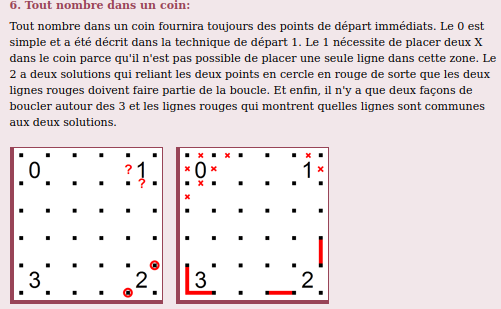 6. Tout nombre dans un coin:
Tout nombre dans un coin fournira toujours des points de départ immédiats. Le 0 est
simple et a été décrit dans la technique de départ 1. Le 1 nécessite de placer deux X
dans le coin parce qu'il n'est pas possible de placer une seule ligne dans cette zone. Le
2 a deux solutions qui reliant les deux points en cercle en rouge de sorte que les deux
lignes rouges doivent faire partie de la boucle. Et enfin, il n'y a que deux façons de
boucler autour des 3 et les lignes rouges qui montrent quelles lignes sont communes
aux deux solutions.
0 ? 1 ?
3 2
x x x
x 0 x 1 x
x
x
3 2